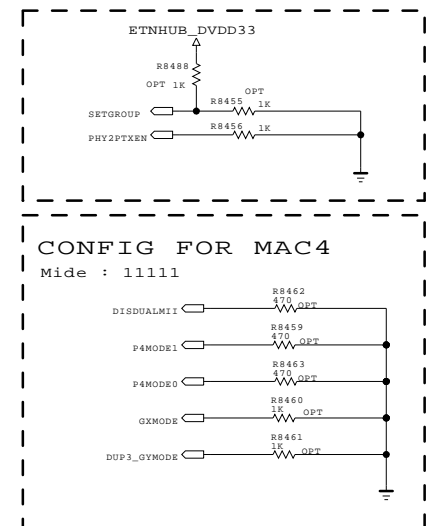 ETNHUB_DVDD33
R8488
OPT 1K
OPT
R8455 1K
SETGROUP
R8456 1K
PHY2PTXEN
CONFIG FOR MAC4
Mide : 11111
R8462
470 OPT
DISDUALMII
R8459
470 OPT
P4MODE1
R8463
470 OPT
P4MODE0
R8460
1K OPT
GXMODE
R8461
1K OPT
DUP3_GYMODE